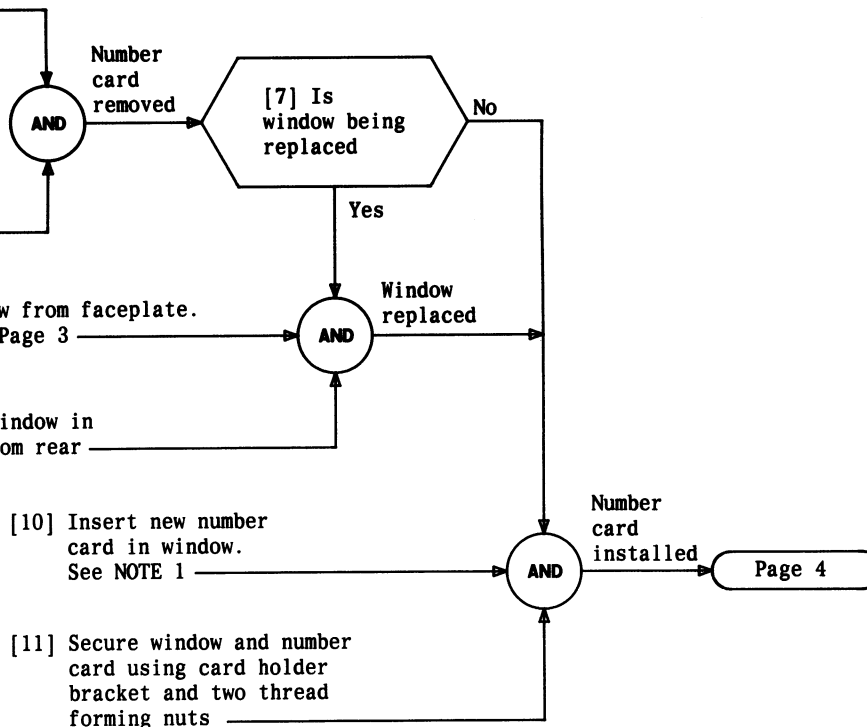 Number
card
removed
AND
[7] Is
window being
replaced
No
Yes
w from faceplate.
Page 3
AND
Window
replaced
indow in
om rear
[10] Insert new number
card in window.
See NOTE 1
AND
Number
card
installed
Page 4
[11] Secure window and number
card using card holder
bracket and two thread
forming nuts